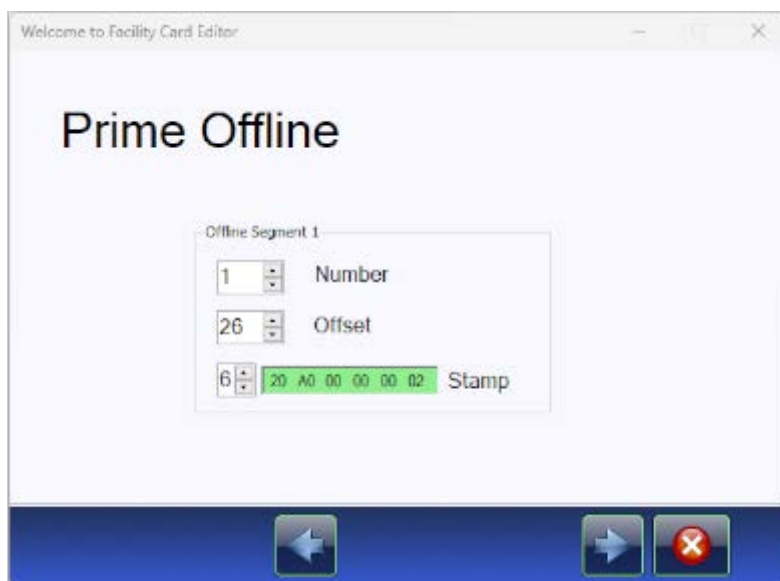 Welcome to Facility Card Editor
Prime Offline
Offline Segment 1
1 Number
26 Offset
6 20 A0 00 00 00 02 Stamp